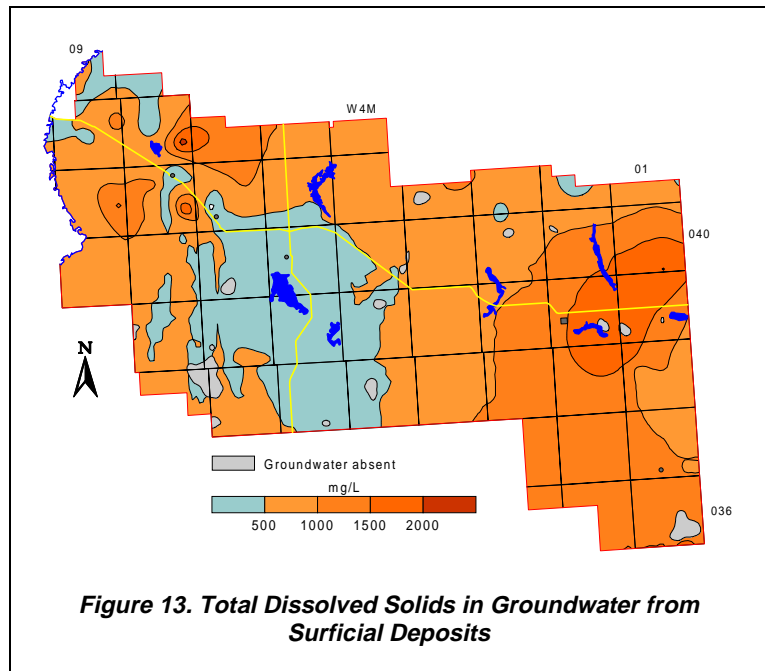 09
W4M
01
040
N
Groundwater absent
mg/L
500 1000 1500 2000
036
Figure 13. Total Dissolved Solids in Groundwater from
Surficial Deposits